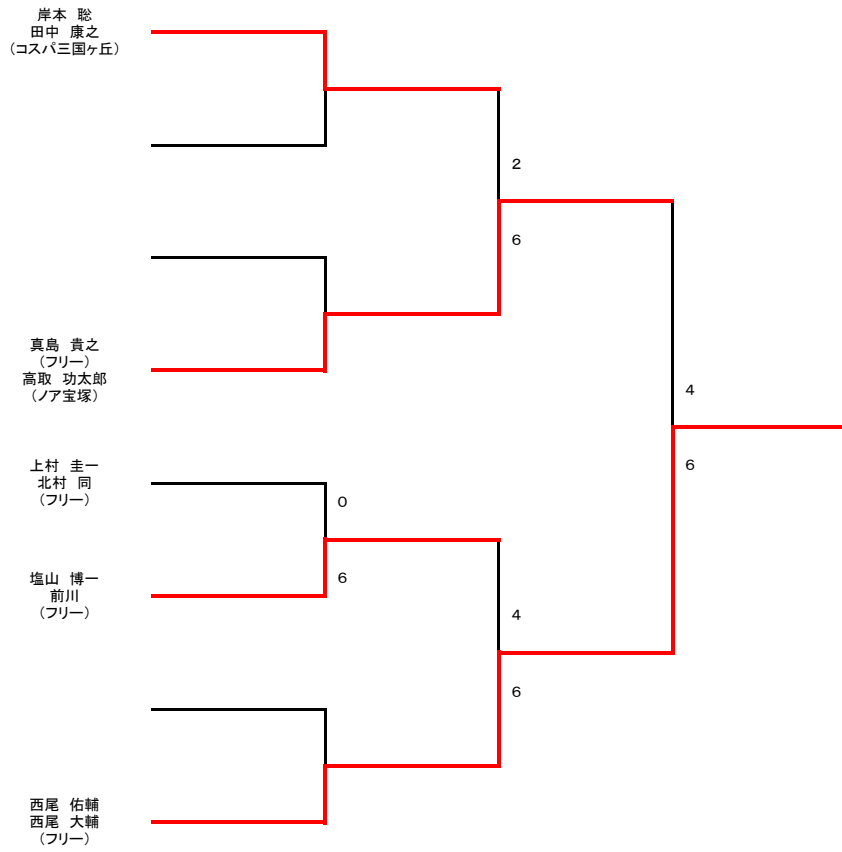 岸本　聡
田中　康之
（コスパ三国ヶ丘）
2
6
真島　貴之
（フリー）
高取　功太郎
（ノア宝塚）
4
6
上村　圭一
北村　同
（フリー）
0
6
塩山　博一
前川
（フリー）
4
6
西尾　佑輔
西尾　大輔
（フリー）